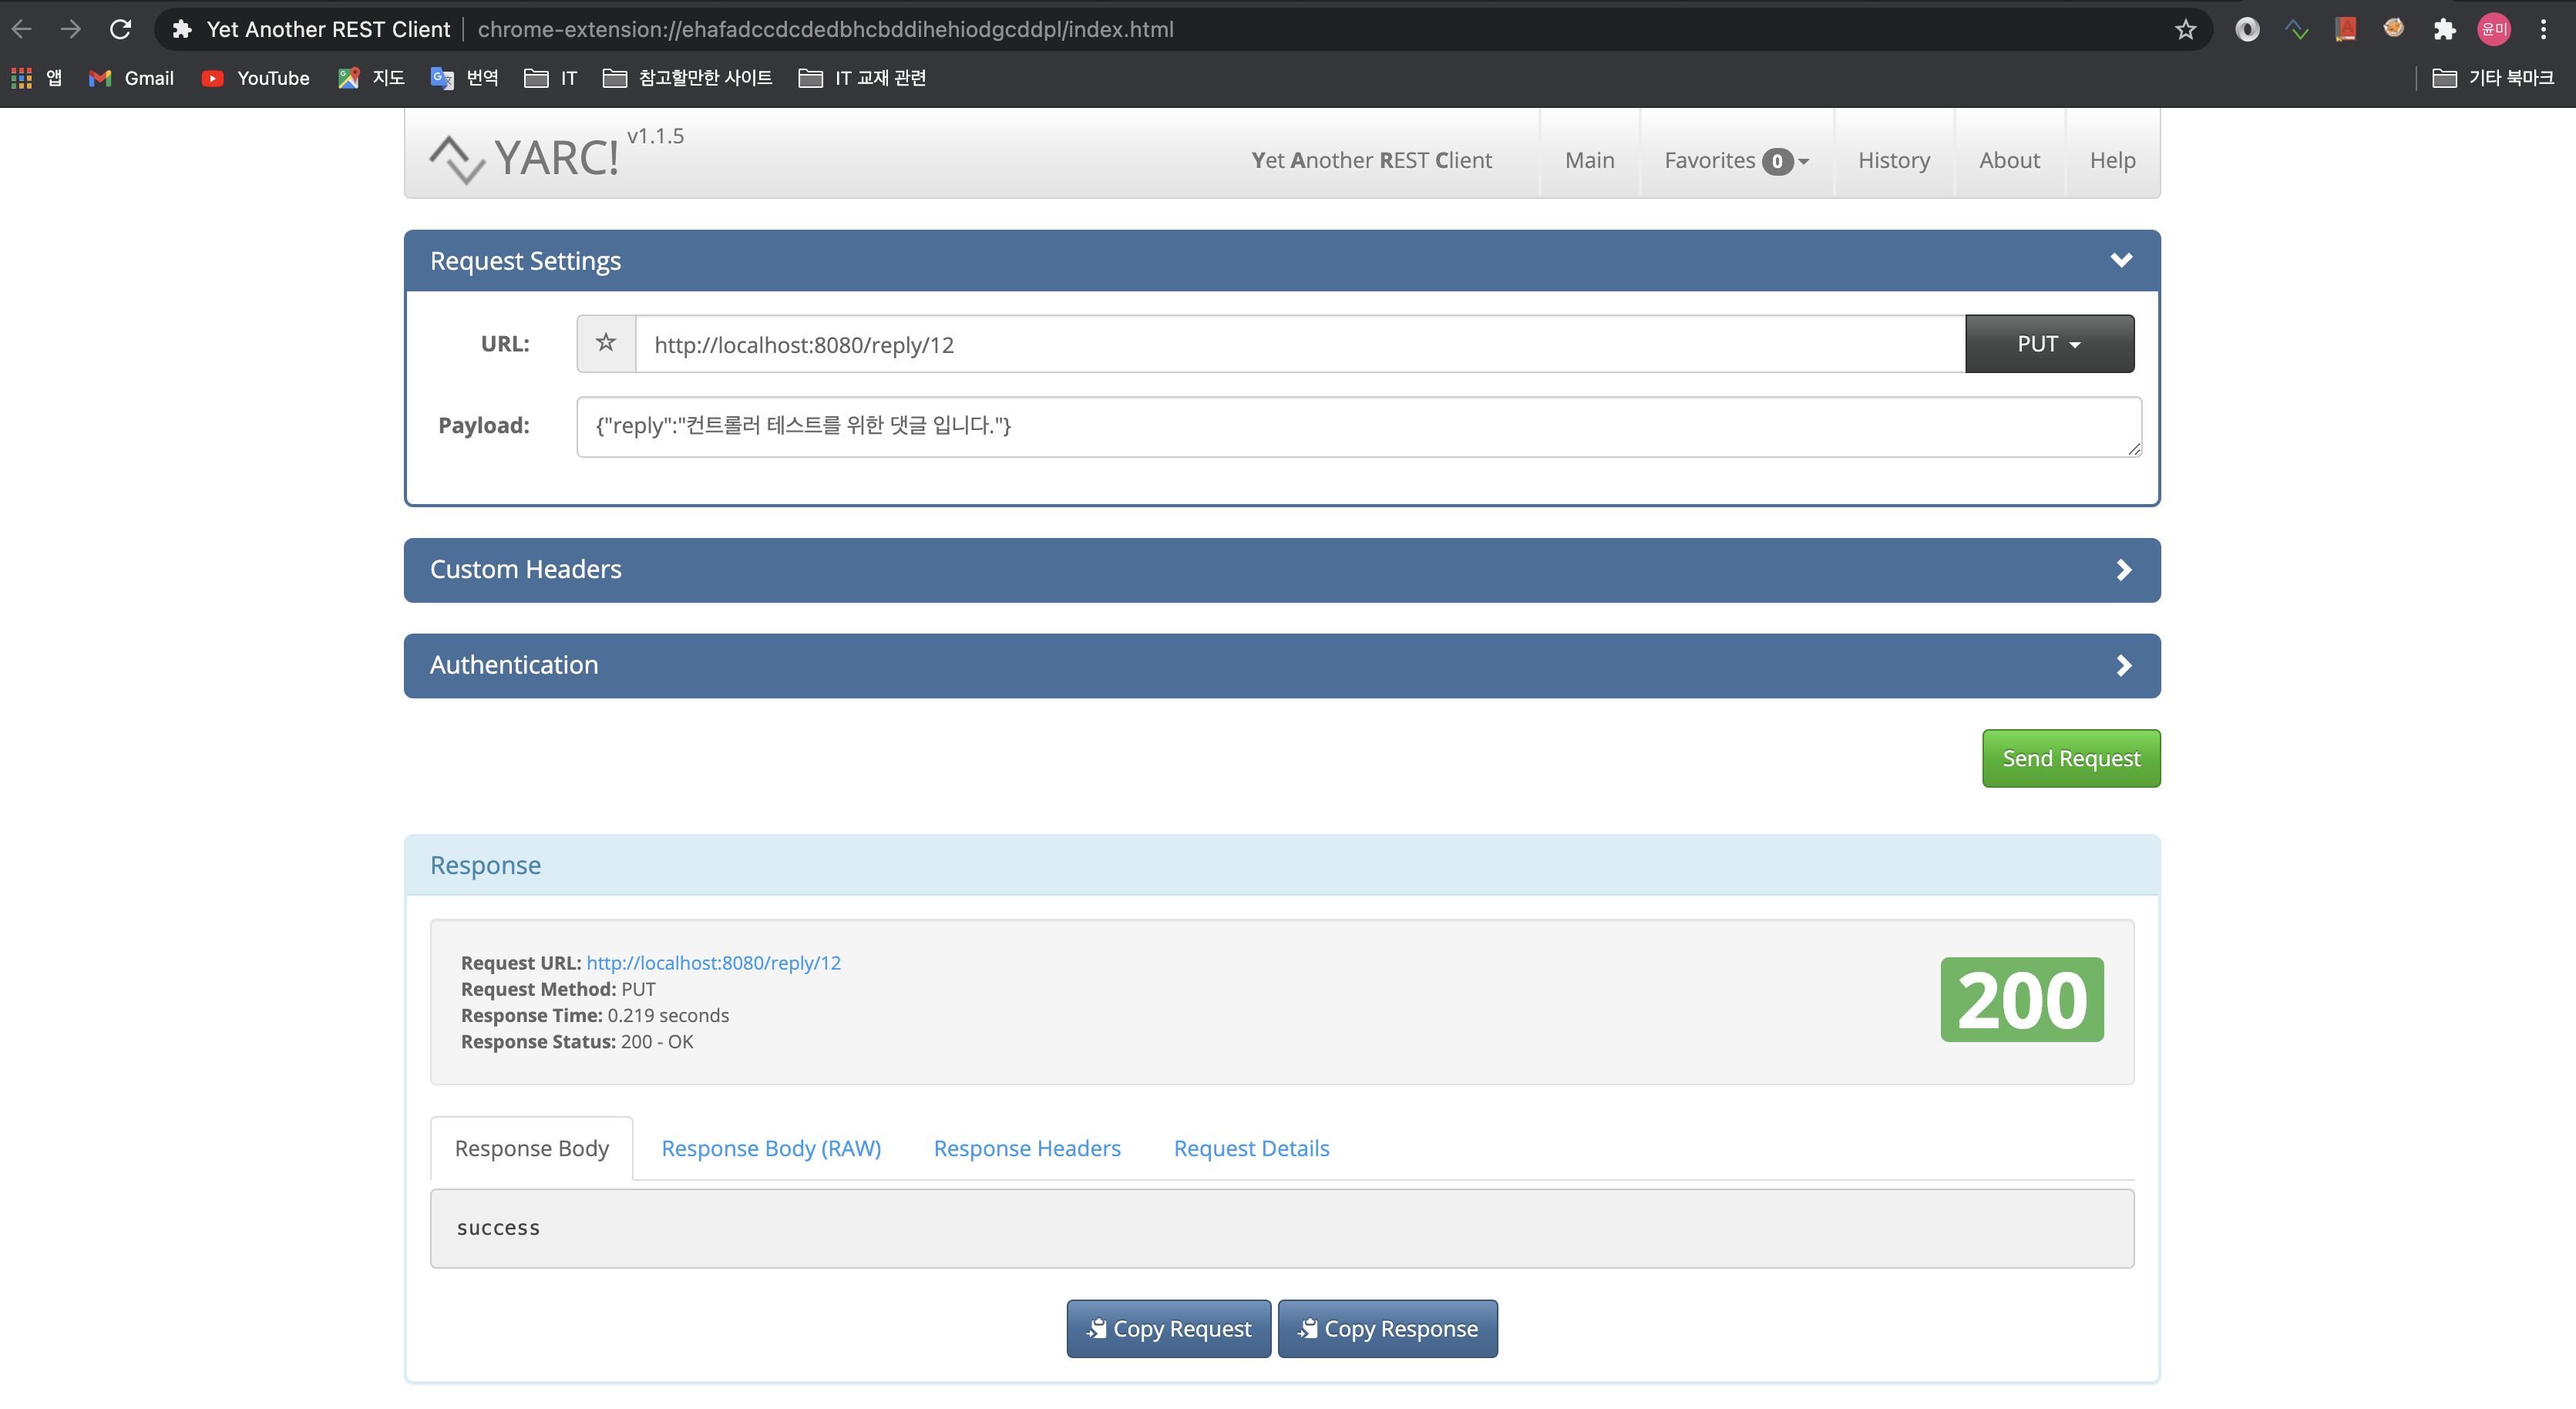 Yet Another REST Client chrome-extension://ehafadccdcdedbhcbddihehiodgcddpl/index.html 윤미
앱 Gmail YouTube 지도 번역 IT 참고할만한 사이트 IT 교재 관련 기타 북마크
YARC! v1.1.5 Yet Another REST Client Main Favorites 0 History About Help
Request Settings
URL: http://localhost:8080/reply/12 PUT
Payload: {"reply":"컨트롤러 테스트를 위한 댓글 입니다."}
Custom Headers
Authentication
Send Request
Response
Request URL: http://localhost:8080/reply/12
Request Method: PUT
Response Time: 0.219 seconds
Response Status: 200 - OK
200
Response Body Response Body (RAW) Response Headers Request Details
success
Copy Request Copy Response